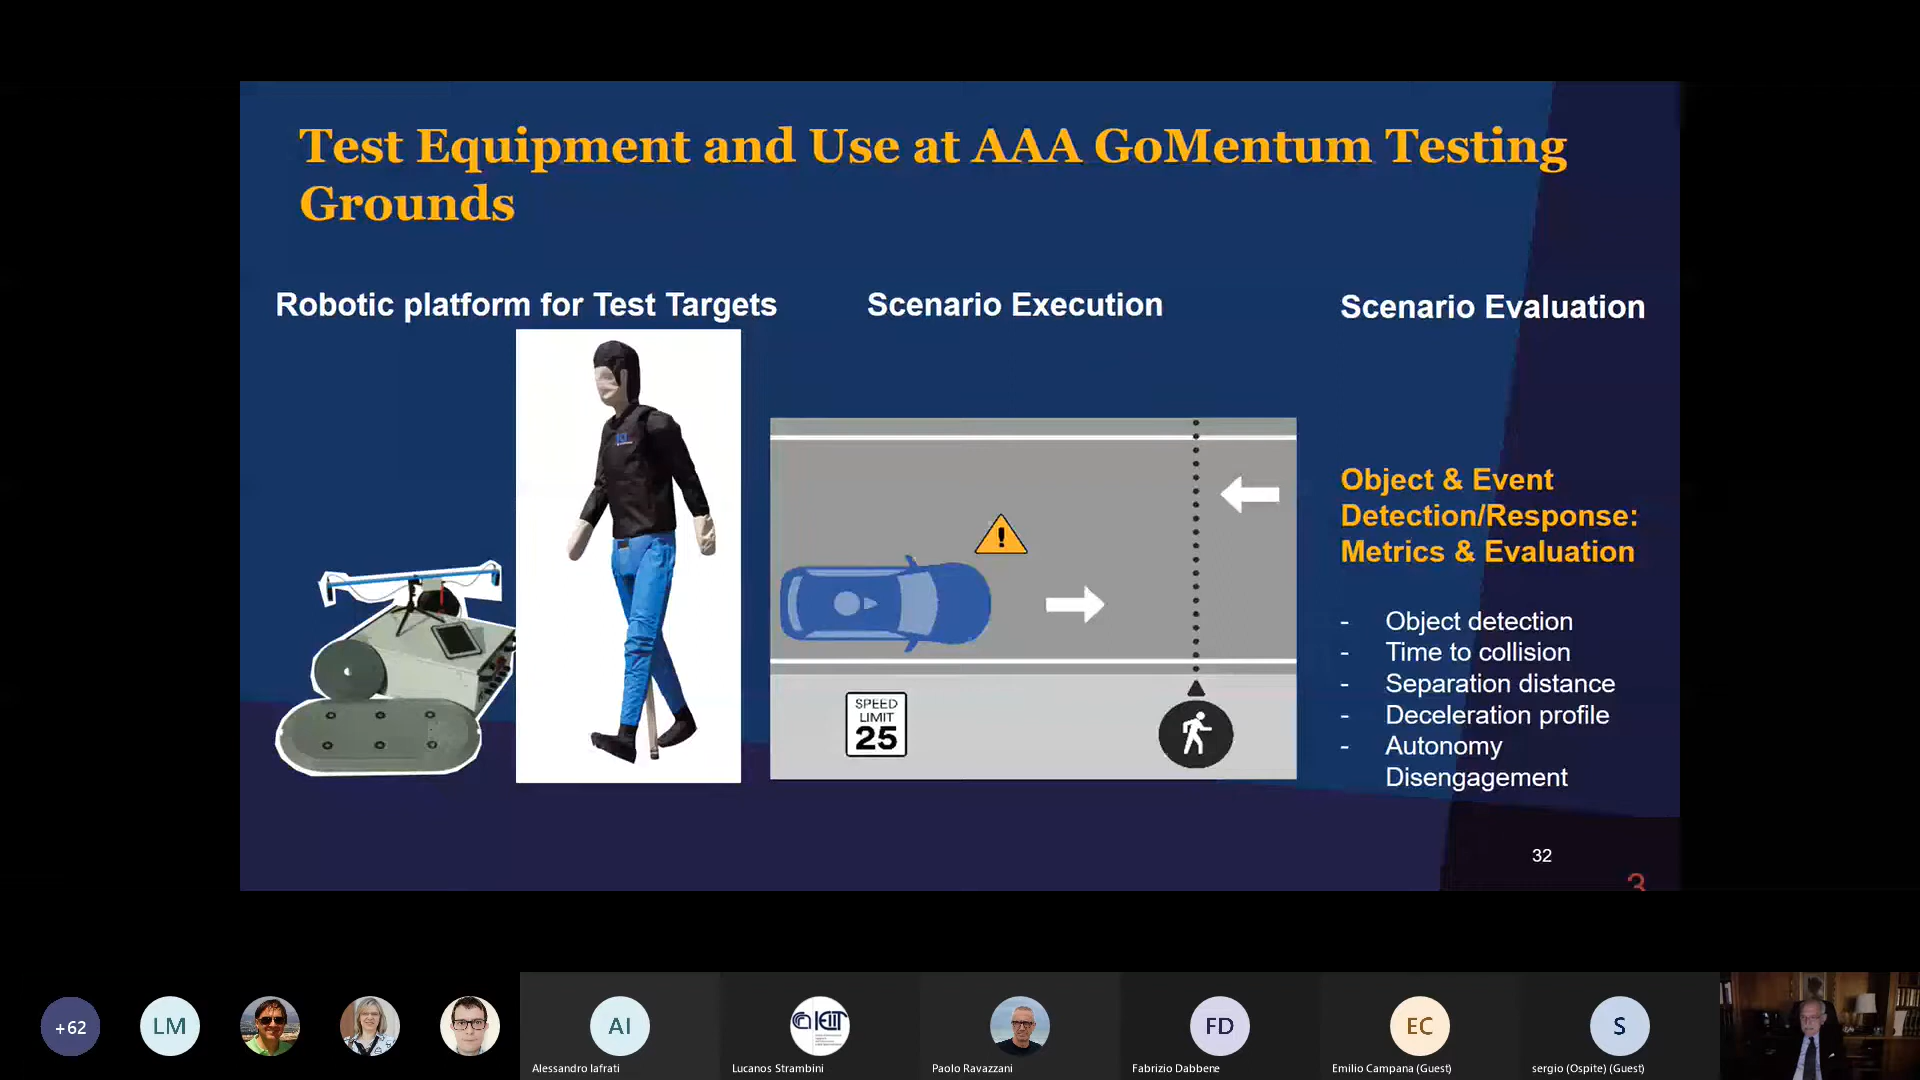 Test Equipment and Use at AAA GoMentum Testing
Grounds
Robotic platform for Test Targets
Scenario Execution
Scenario Evaluation
SPEED
LIMIT
25
Object & Event
Detection/Response:
Metrics & Evaluation
- Object detection
- Time to collision
- Separation distance
- Deceleration profile
- Autonomy
Disengagement
32
3
+62
LM
AI
Alessandro Iafrati
Lucanos Strambini
Paolo Ravazzani
FD
Fabrizio Dabbene
EC
Emilio Campana (Guest)
S
sergio (Ospite) (Guest)